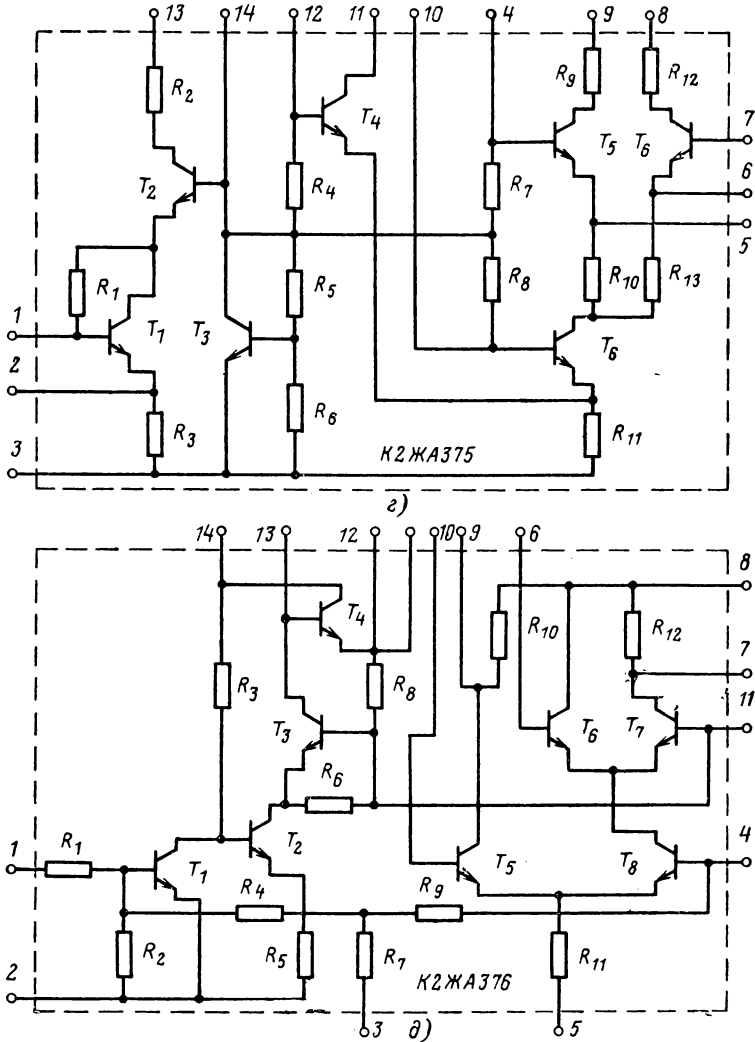 13 14 12 11 10 4 9 8
R2 R9 R12
T4 T5 T6 7
T2 R4 R7 6
5
R1 R5 R8 R10 R13
1 T1 T3 T6
2 R3 R6 R11
3 К2ЖА375
г)
14 13 12 10 9 6
8
T4 R10 R12
7
R3 R8 11
T3 T6 T7
R6
1 R1 T1 T2 T5 T8 4
R4 R9
R2 R5 R7 R11
2 К2ЖА376
3 д) 5